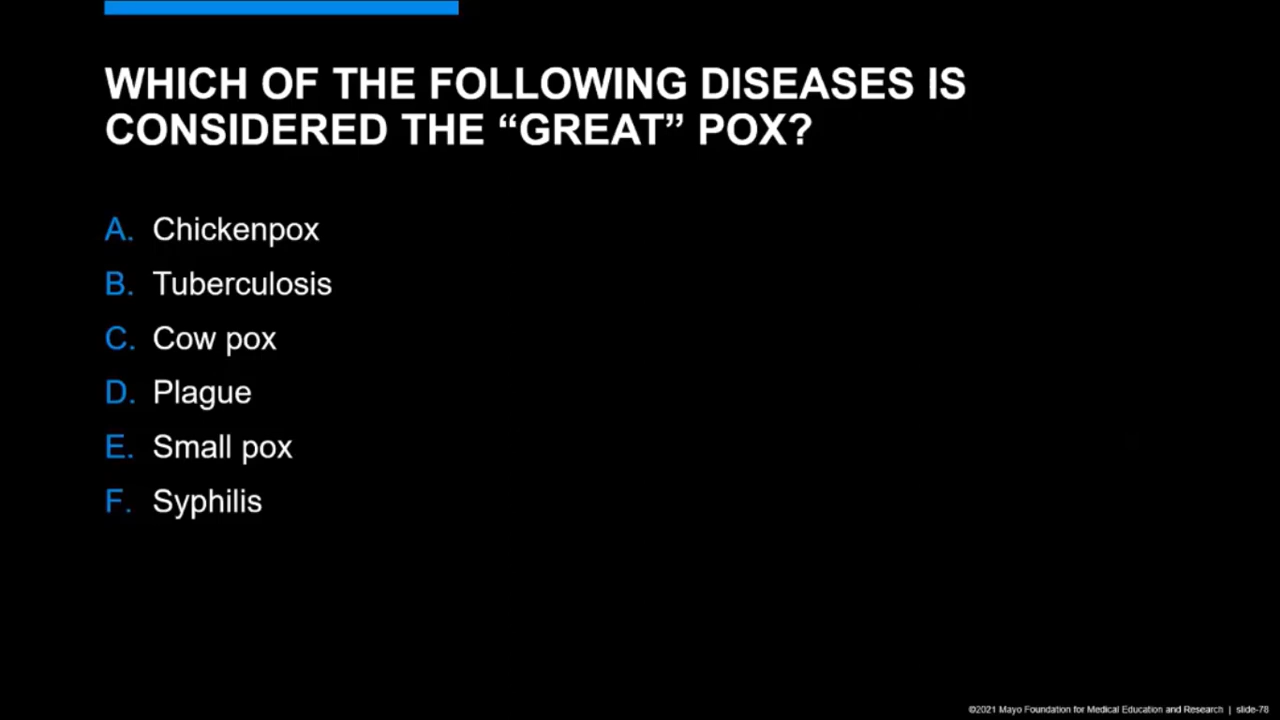 WHICH OF THE FOLLOWING DISEASES IS
CONSIDERED THE “GREAT” POX?
A. Chickenpox
B. Tuberculosis
C. Cow pox
D. Plague
E. Small pox
F. Syphilis
©2021 Mayo Foundation for Medical Education and Research | slide-78